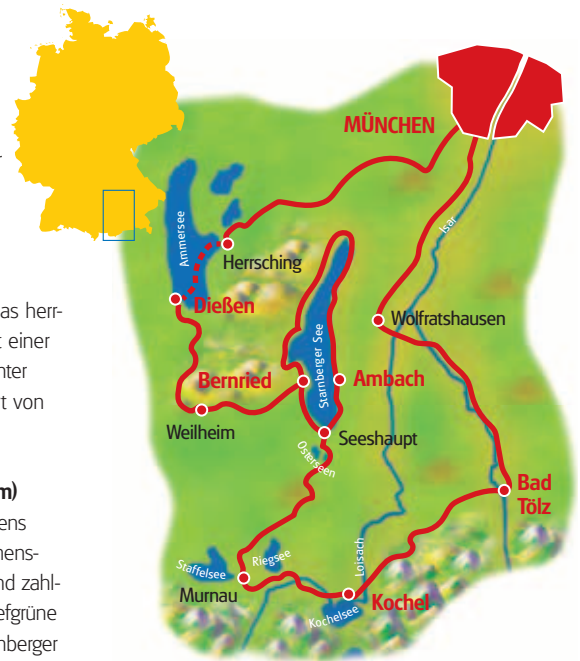 MÜNCHEN
Ammersee
Isar
Herrsching
Dießen
Starnberger See
Wolfratshausen
Bernried
Ambach
Weilheim
Seeshaupt
Osterseen
Bad
Tölz
Riegsee
Staffelsee
Loisach
Murnau
Kochel
Kochelsee
as herr-
t einer
nter
t von
m)
ens
nens-
nd zahl-
efgrüne
nberger